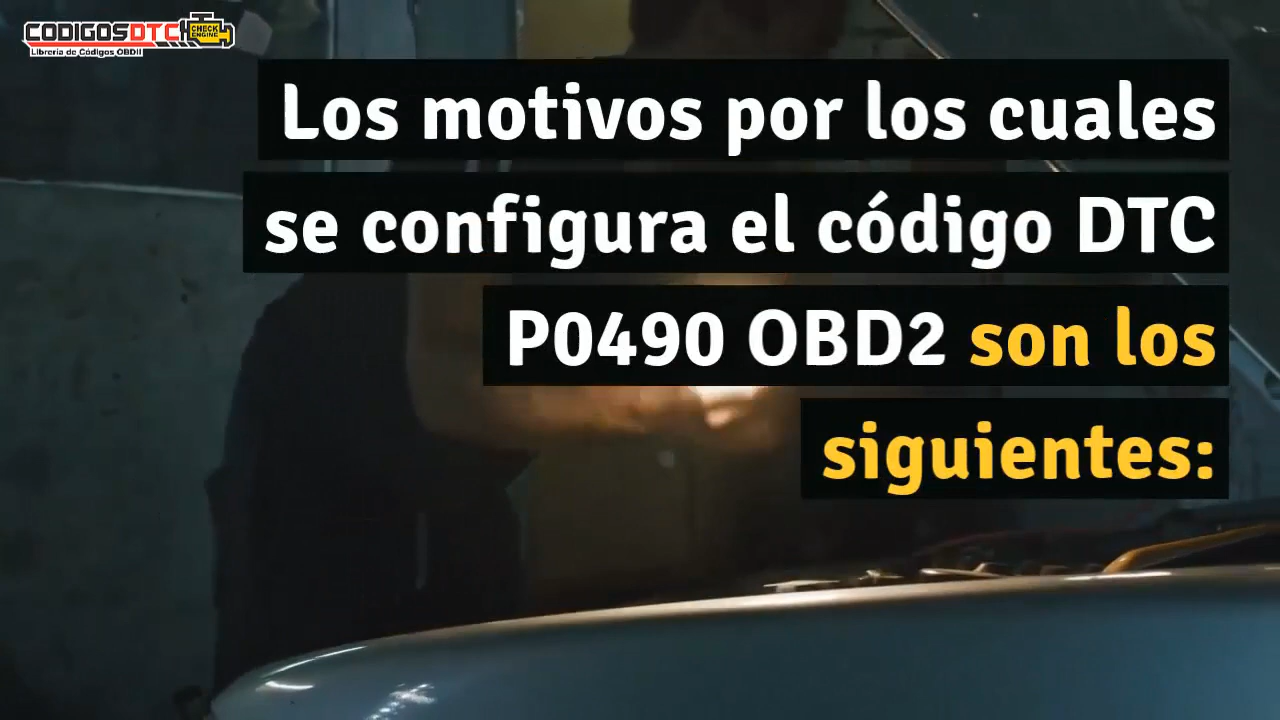 CODIGOSDTC
CHECK
ENGINE
Librería de Códigos OBDII
Los motivos por los cuales
se configura el código DTC
P0490 OBD2 son los
siguientes: